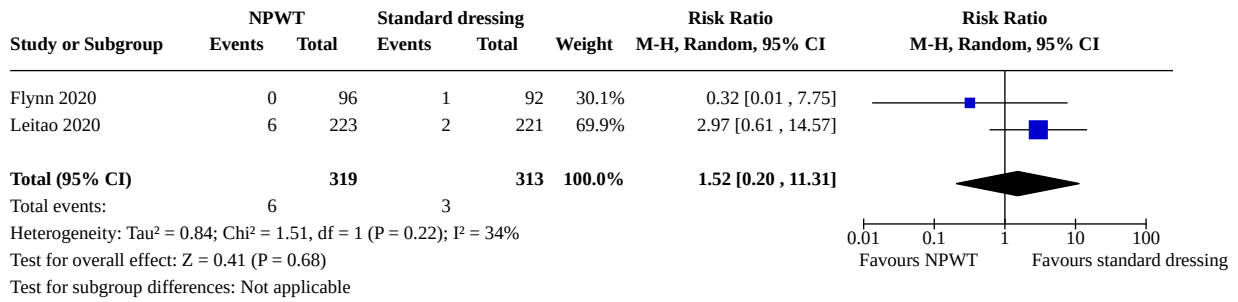 NPWT Standard dressing Risk Ratio Risk Ratio
Study or Subgroup Events Total Events Total Weight M-H, Random, 95% CI M-H, Random, 95% CI
Flynn 2020 0 96 1 92 30.1% 0.32 [0.01 , 7.75]
Leitao 2020 6 223 2 221 69.9% 2.97 [0.61 , 14.57]
Total (95% CI) 319 313 100.0% 1.52 [0.20 , 11.31]
Total events: 6 3
Heterogeneity: Tau² = 0.84; Chi² = 1.51, df = 1 (P = 0.22); I² = 34%
Test for overall effect: Z = 0.41 (P = 0.68)
Test for subgroup differences: Not applicable
0.01 0.1 1 10 100
Favours NPWT Favours standard dressing